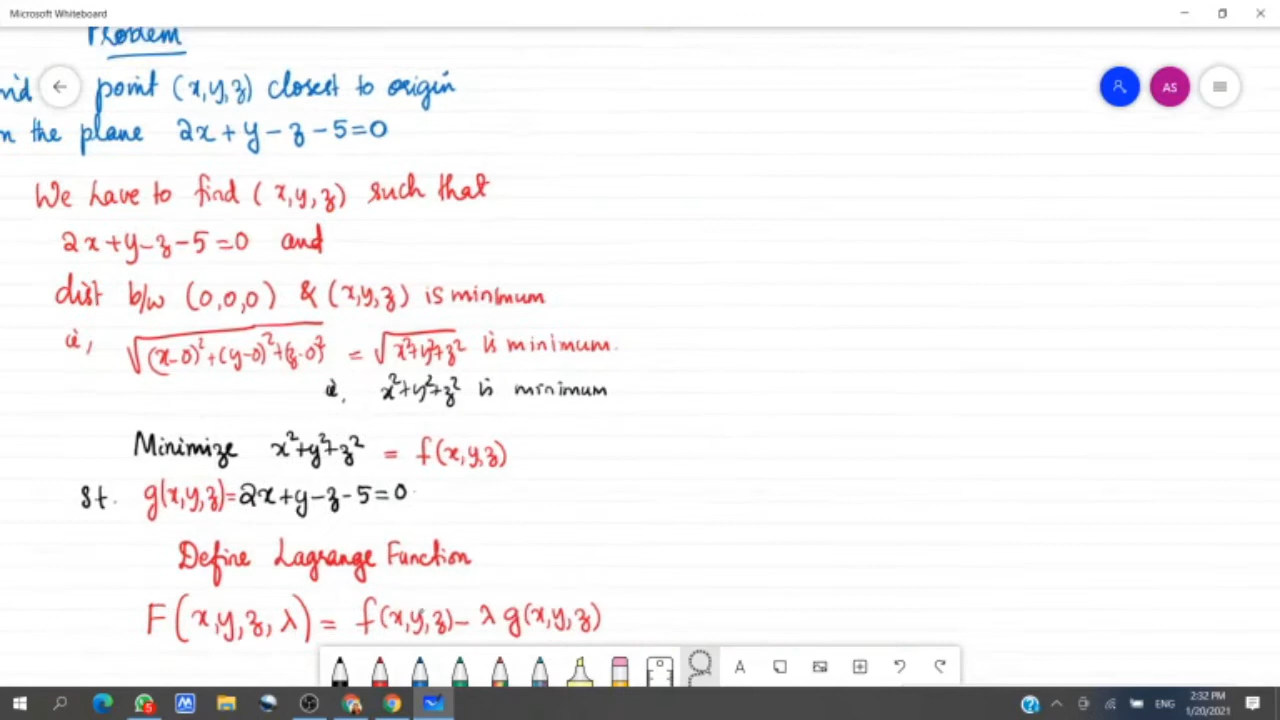 Microsoft Whiteboard
Problem
point (x,y,z) closest to origin
the plane 2x + y - z - 5 = 0
AS
We have to find (x,y,z) such that
2x + y - z - 5 = 0 and
dist b/w (0,0,0) & (x,y,z) is minimum
ie, √((x-0)²+(y-0)²+(z-0)²) = √(x²+y²+z²) is minimum.
ie, x²+y²+z² is minimum
Minimize x²+y²+z² = f(x,y,z)
St. g(x,y,z) = 2x+y-z-5=0
Define Lagrange Function
F(x,y,z,λ) = f(x,y,z) - λ g(x,y,z)
A
5
ENG
2:32 PM
1/20/2021